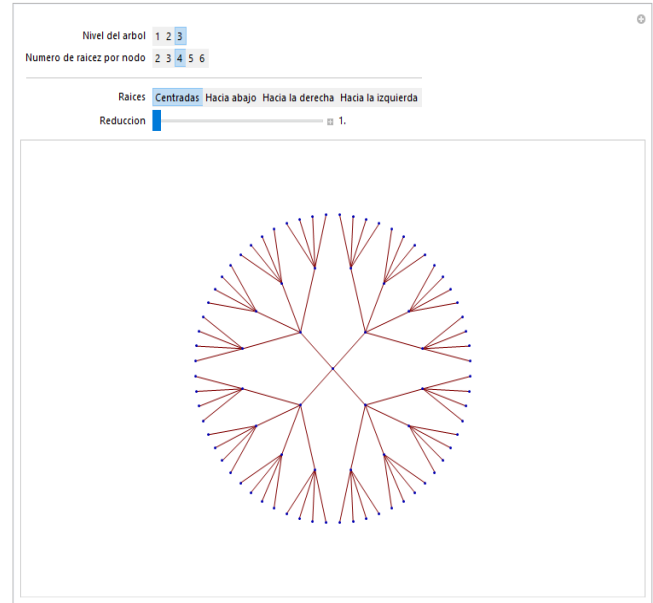 Nivel del arbol 1 2 3
Numero de raicez por nodo 2 3 4 5 6
Raices Centradas Hacia abajo Hacia la derecha Hacia la izquierda
Reduccion 1.